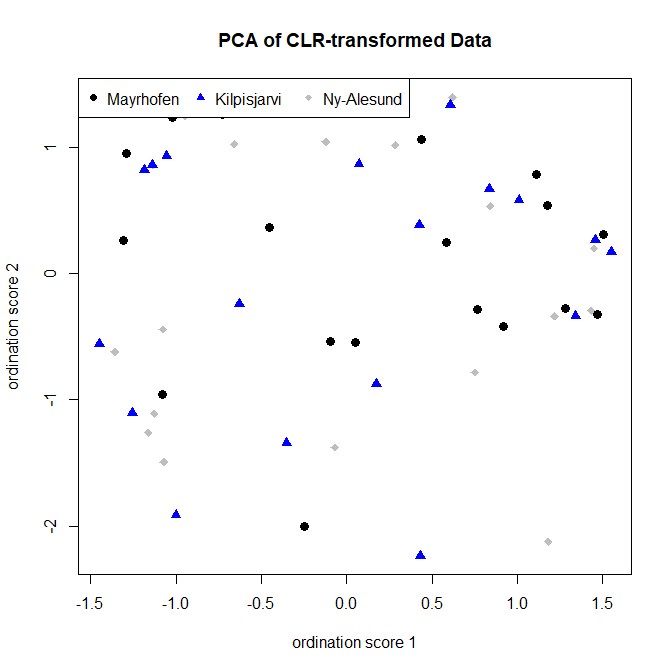 PCA of CLR-transformed Data
Mayrhofen Kilpisjarvi Ny-Alesund
1
0
-1
-2
ordination score 2
-1.5 -1.0 -0.5 0.0 0.5 1.0 1.5
ordination score 1